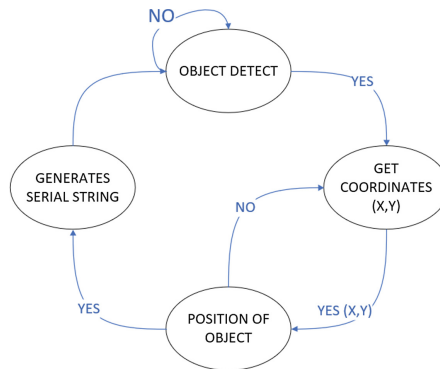 NO
OBJECT DETECT
YES
GENERATES
SERIAL STRING
GET
COORDINATES
(X,Y)
NO
YES
YES (X,Y)
POSITION OF
OBJECT